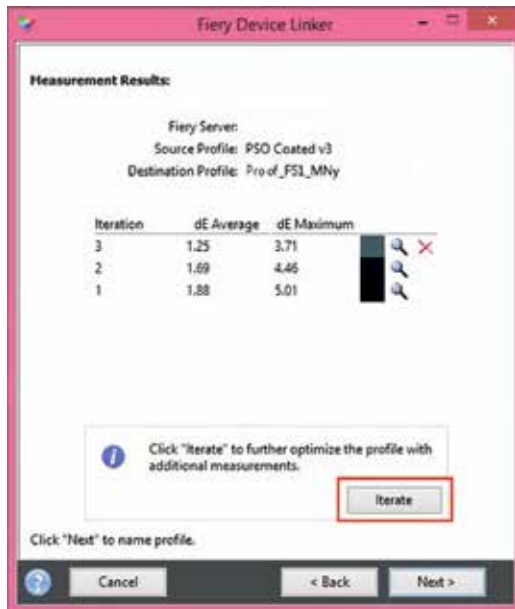 Fiery Device Linker
Measurement Results:
Fiery Server:
Source Profile: PSO Coated v3
Destination Profile: Proof_FS1_MNy
Iteration dE Average dE Maximum
3 1.25 3.71
2 1.69 4.46
1 1.88 5.01
Click "Iterate" to further optimize the profile with
additional measurements.
Iterate
Click "Next" to name profile.
Cancel < Back Next >